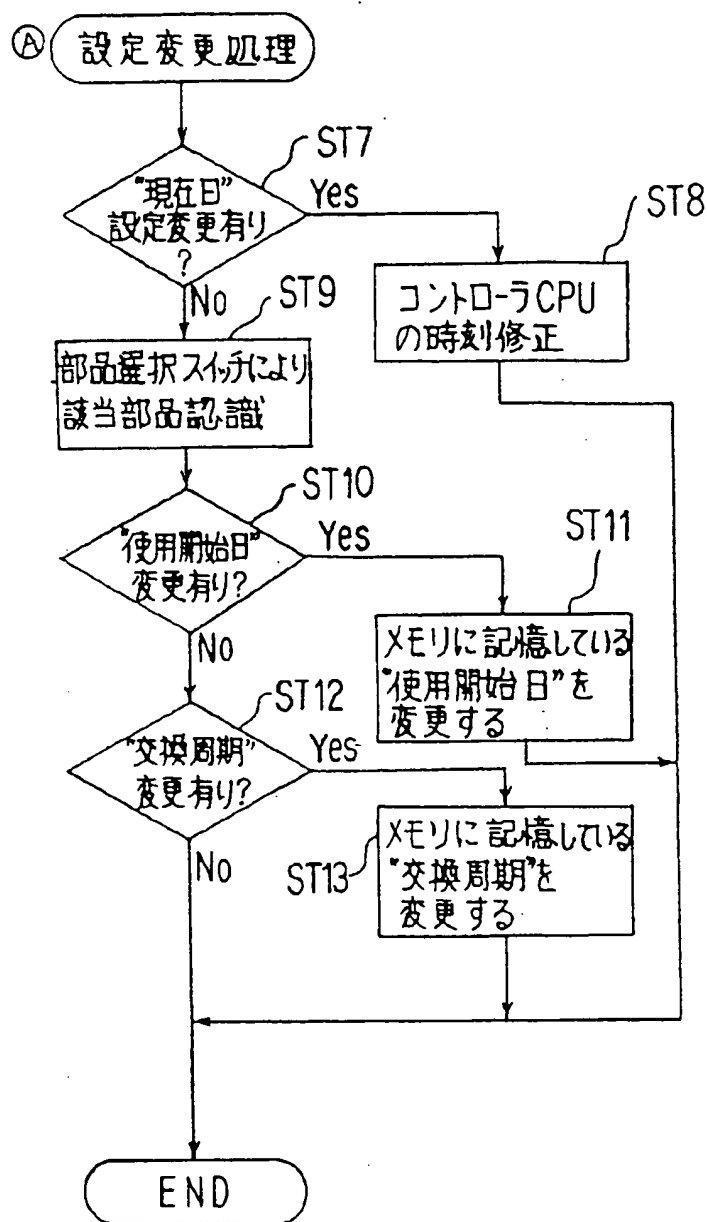 Ⓐ 設定変更処理
ST7
"現在日"
設定変更有り
?
Yes
ST8
No
コントローラCPU
の時刻修正
ST9
部品選択スイッチにより
該当部品認識
ST10
"使用開始日"
変更有り?
Yes
ST11
No
メモリに記憶している
"使用開始日"を
変更する
ST12
"交換周期"
変更有り?
Yes
No
ST13
メモリに記憶している
"交換周期"を
変更する
END